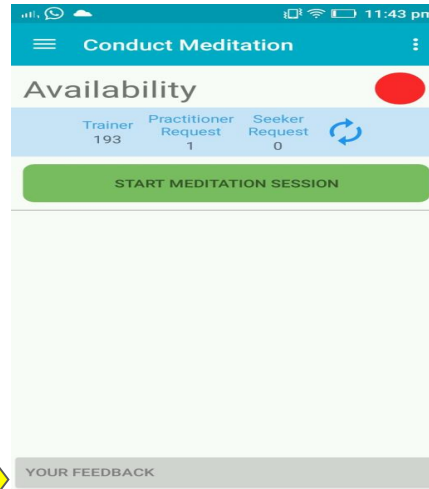 11:43 pm
Conduct Meditation
Availability
Trainer
193
Practitioner
Request
1
Seeker
Request
0
START MEDITATION SESSION
YOUR FEEDBACK